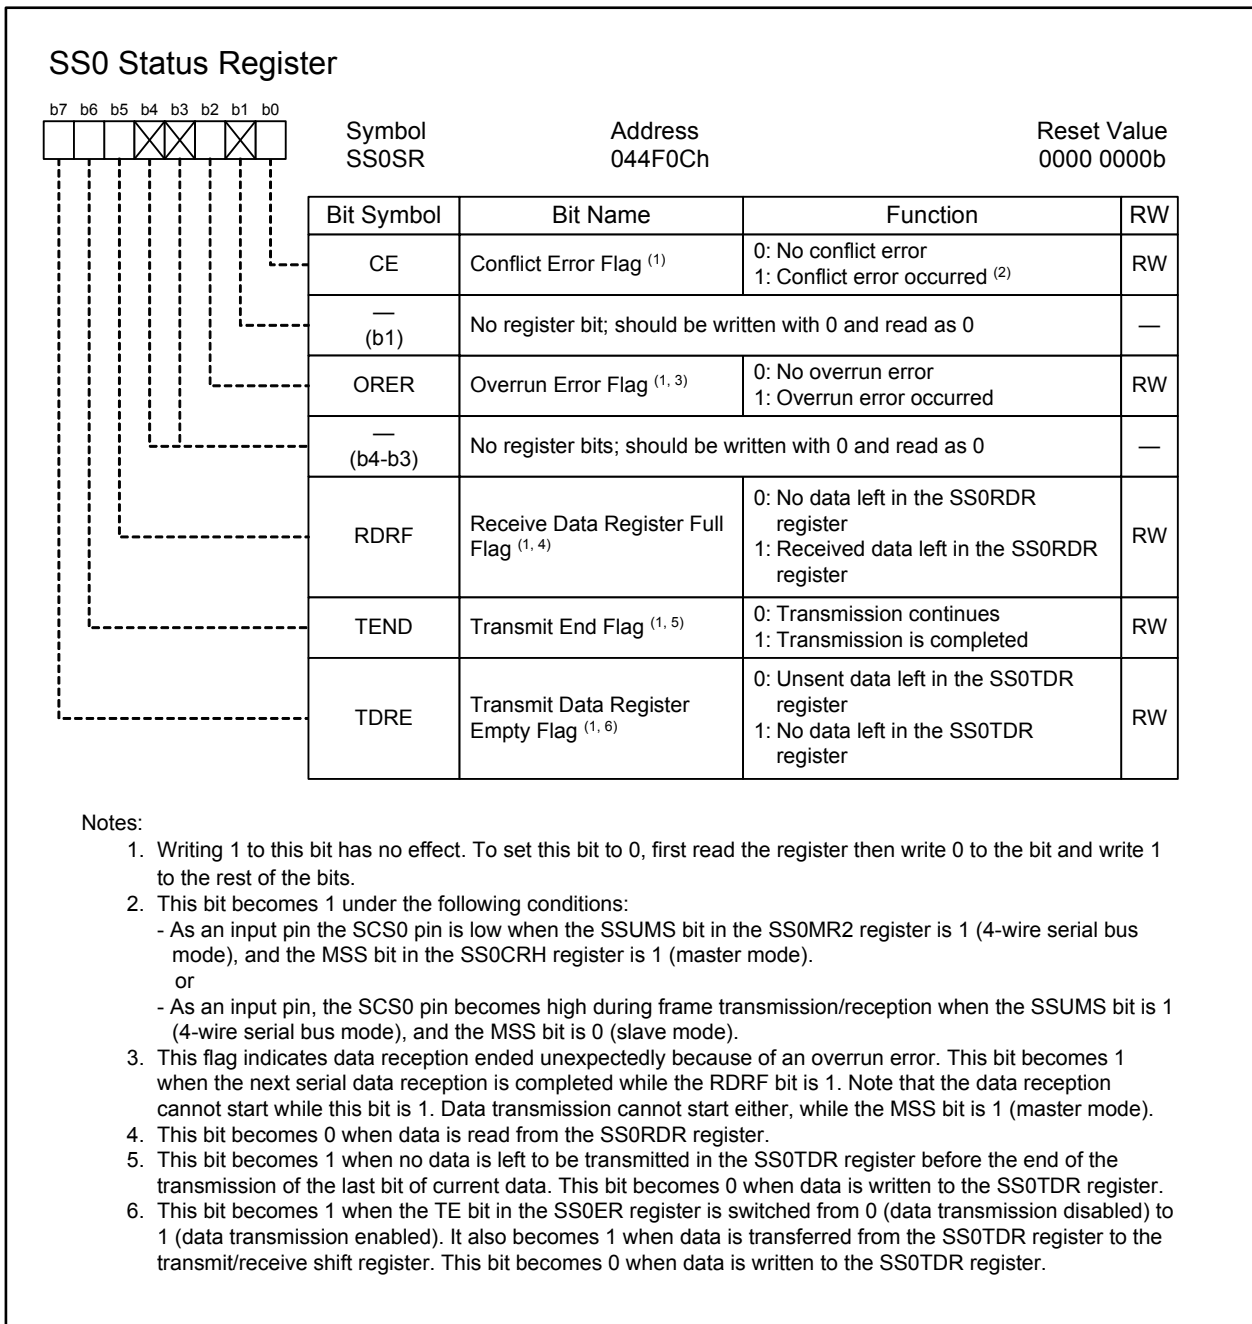 SS0 Status Register
b7 b6 b5 b4 b3 b2 b1 b0
Symbol Address Reset Value
SS0SR 044F0Ch 0000 0000b
Bit Symbol Bit Name Function RW
CE Conflict Error Flag (1) 0: No conflict error
1: Conflict error occurred (2) RW
—
(b1) No register bit; should be written with 0 and read as 0 —
ORER Overrun Error Flag (1, 3) 0: No overrun error
1: Overrun error occurred RW
—
(b4-b3) No register bits; should be written with 0 and read as 0 —
RDRF Receive Data Register Full
Flag (1, 4) 0: No data left in the SS0RDR
register
1: Received data left in the SS0RDR
register RW
TEND Transmit End Flag (1, 5) 0: Transmission continues
1: Transmission is completed RW
TDRE Transmit Data Register
Empty Flag (1, 6) 0: Unsent data left in the SS0TDR
register
1: No data left in the SS0TDR
register RW
Notes:
1. Writing 1 to this bit has no effect. To set this bit to 0, first read the register then write 0 to the bit and write 1
to the rest of the bits.
2. This bit becomes 1 under the following conditions:
- As an input pin the SCS0 pin is low when the SSUMS bit in the SS0MR2 register is 1 (4-wire serial bus
mode), and the MSS bit in the SS0CRH register is 1 (master mode).
or
- As an input pin, the SCS0 pin becomes high during frame transmission/reception when the SSUMS bit is 1
(4-wire serial bus mode), and the MSS bit is 0 (slave mode).
3. This flag indicates data reception ended unexpectedly because of an overrun error. This bit becomes 1
when the next serial data reception is completed while the RDRF bit is 1. Note that the data reception
cannot start while this bit is 1. Data transmission cannot start either, while the MSS bit is 1 (master mode).
4. This bit becomes 0 when data is read from the SS0RDR register.
5. This bit becomes 1 when no data is left to be transmitted in the SS0TDR register before the end of the
transmission of the last bit of current data. This bit becomes 0 when data is written to the SS0TDR register.
6. This bit becomes 1 when the TE bit in the SS0ER register is switched from 0 (data transmission disabled) to
1 (data transmission enabled). It also becomes 1 when data is transferred from the SS0TDR register to the
transmit/receive shift register. This bit becomes 0 when data is written to the SS0TDR register.